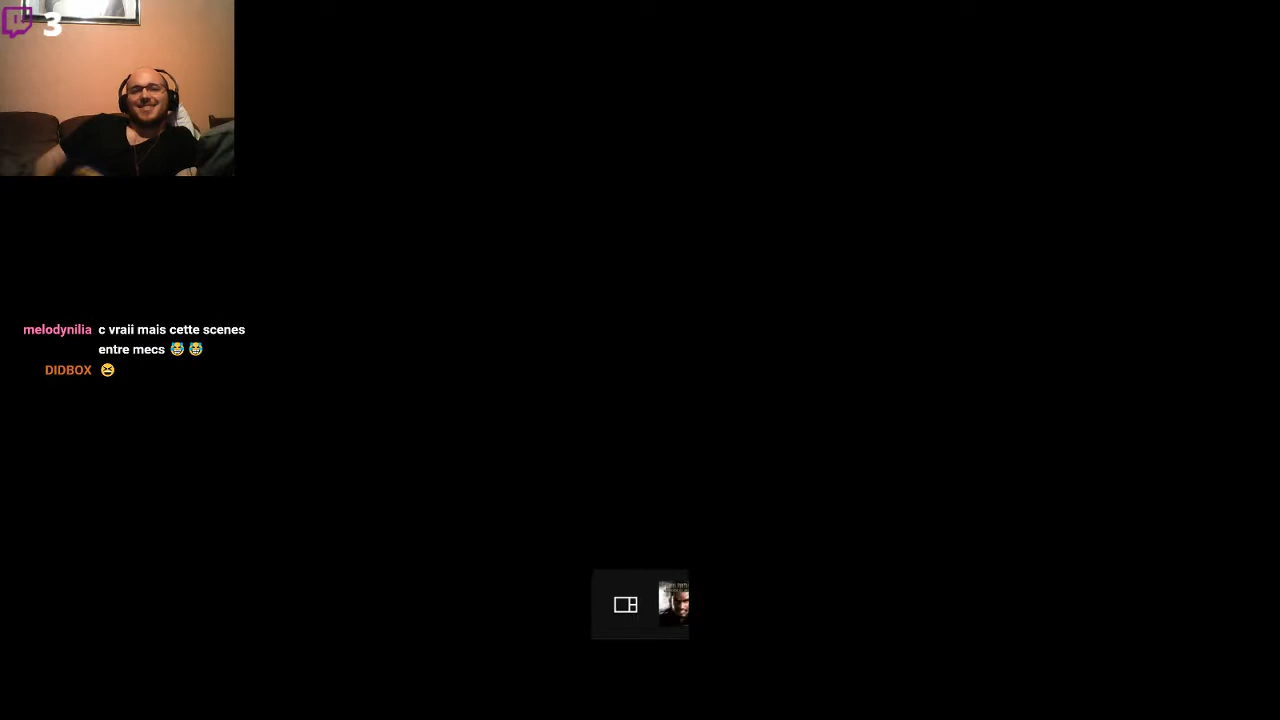 3
melodynilia c vraii mais cette scenes
entre mecs 😹 😹
DIDBOX 😆